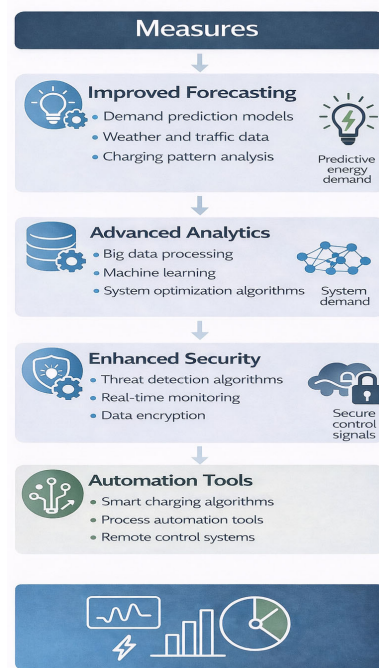 Measures
Improved Forecasting
• Demand prediction models
• Weather and traffic data
• Charging pattern analysis
Predictive
energy
demand
Advanced Analytics
• Big data processing
• Machine learning
• System optimization algorithms
System
demand
Enhanced Security
• Threat detection algorithms
• Real-time monitoring
• Data encryption
Secure
control
signals
Automation Tools
• Smart charging algorithms
• Process automation tools
• Remote control systems